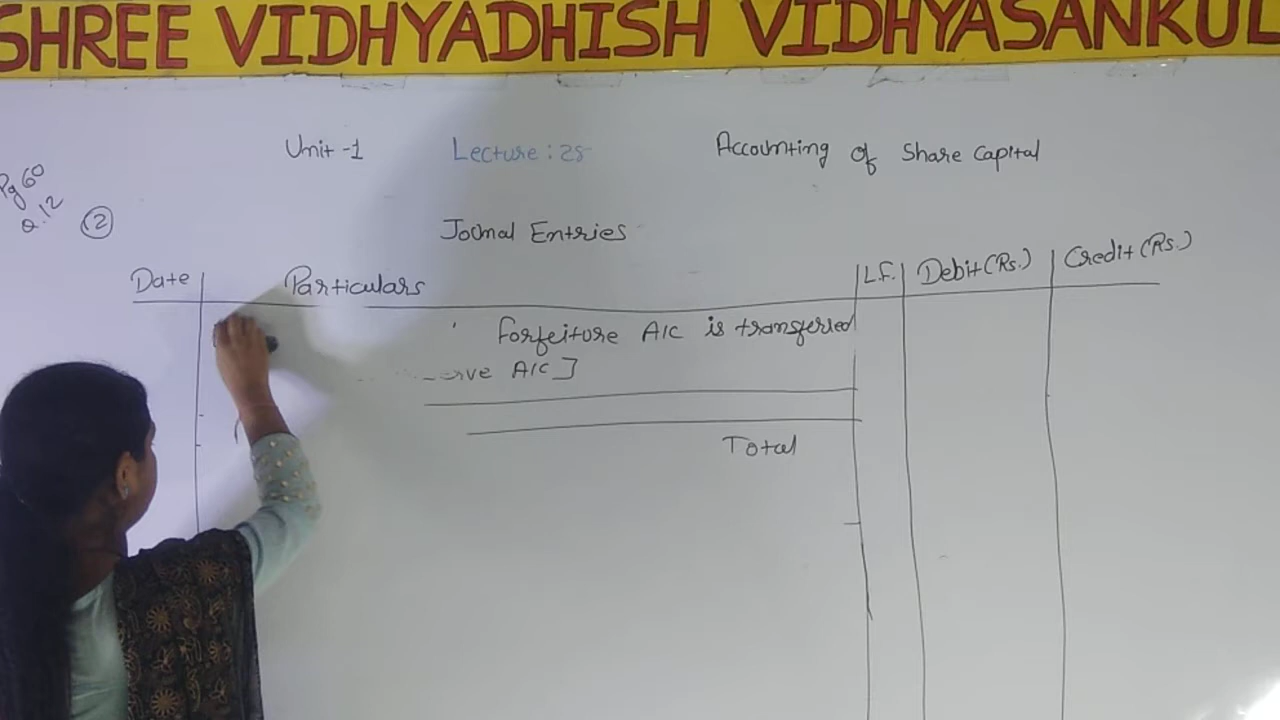 SHREE VIDHYADHISH VIDHYASANKUL
Unit-1 Lecture: 25 Accounting of Share Capital
Pg 60
Q.12
2
Journal Entries
Date Particulars L.F. Debit (Rs.) Credit (Rs.)
Forfeiture A/C is transferred
A/C ]
Total